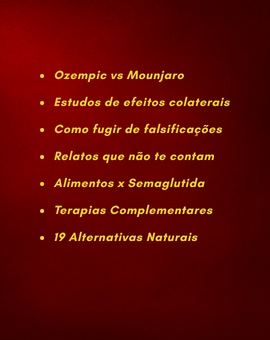 • Ozempic vs Mounjaro
• Estudos de efeitos colaterais
• Como fugir de falsificações
• Relatos que não te contam
• Alimentos x Semaglutida
• Terapias Complementares
• 19 Alternativas Naturais